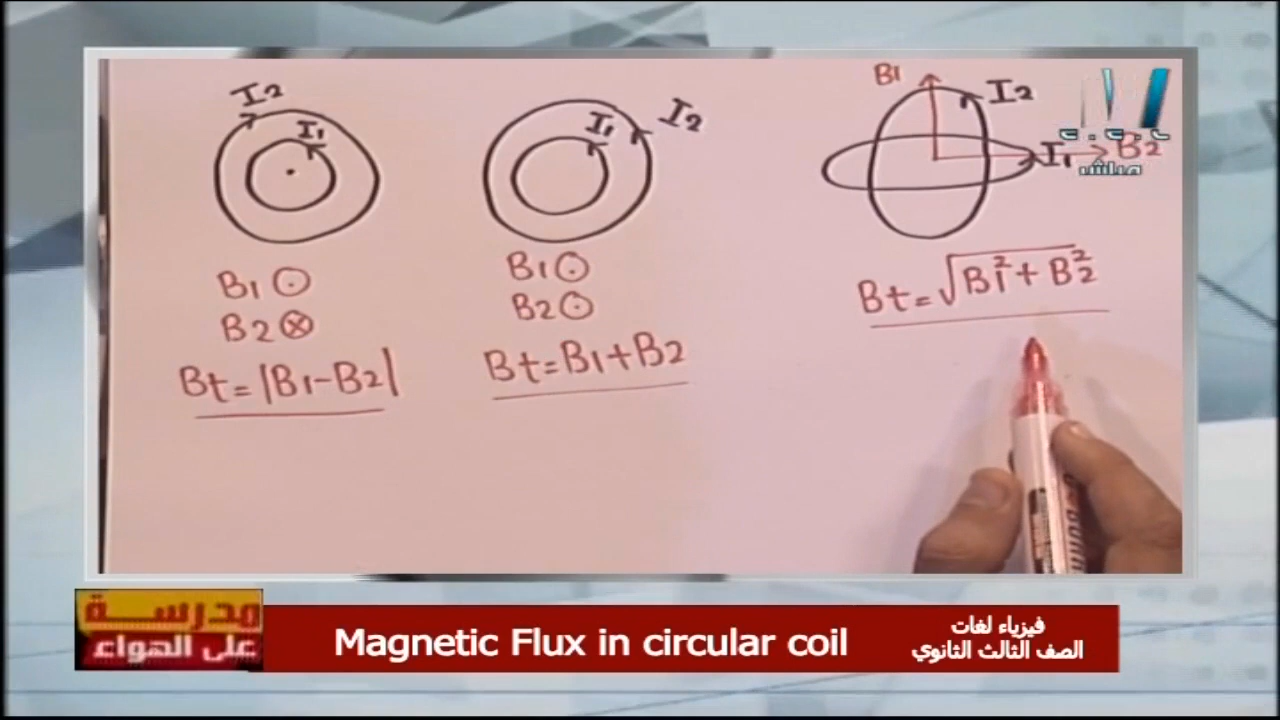 I2
I1
B1 ⊙
B2 ⊗
Bt = |B1 - B2|
I2
I1
B1 ⊙
B2 ⊙
Bt = B1 + B2
B1
I2
I1
B2
مباشر
Bt = √B1² + B2²
مدرسة
على الهواء
Magnetic Flux in circular coil
فيزياء لغات
الصف الثالث الثانوي